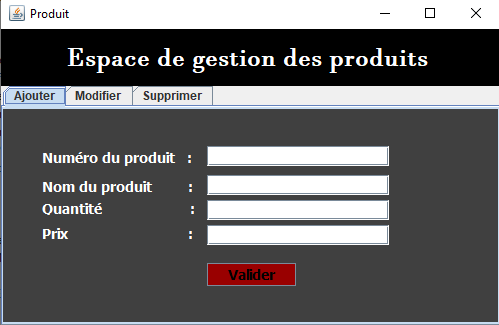 Produit
Espace de gestion des produits
Ajouter Modifier Supprimer
Numéro du produit :
Nom du produit :
Quantité :
Prix :
Valider